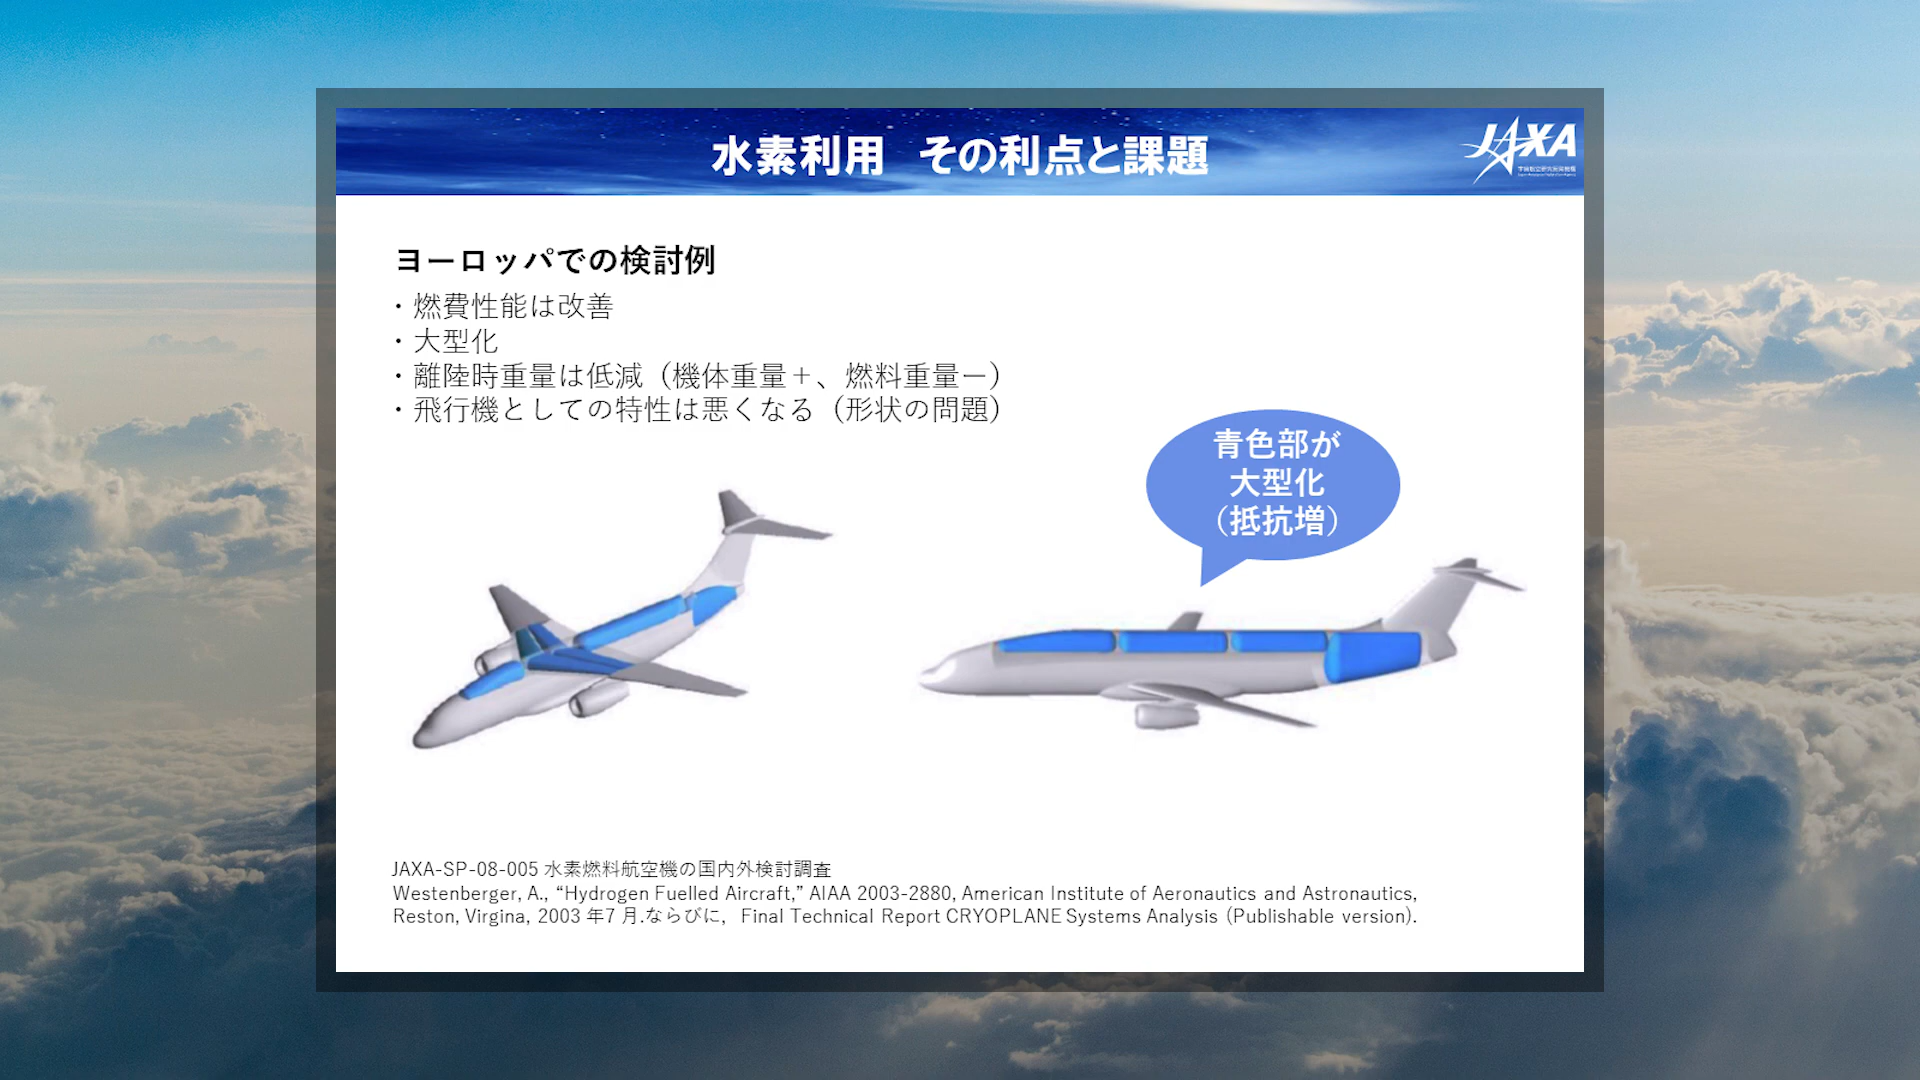 水素利用 その利点と課題
JAXA
ヨーロッパでの検討例
・燃費性能は改善
・大型化
・離陸時重量は低減（機体重量＋、燃料重量－）
・飛行機としての特性は悪くなる（形状の問題）
青色部が
大型化
（抵抗増）
JAXA-SP-08-005 水素燃料航空機の国内外検討調査
Westenberger, A., “Hydrogen Fuelled Aircraft,” AIAA 2003-2880, American Institute of Aeronautics and Astronautics,
Reston, Virgina, 2003 年7 月.ならびに, Final Technical Report CRYOPLANE Systems Analysis (Publishable version).